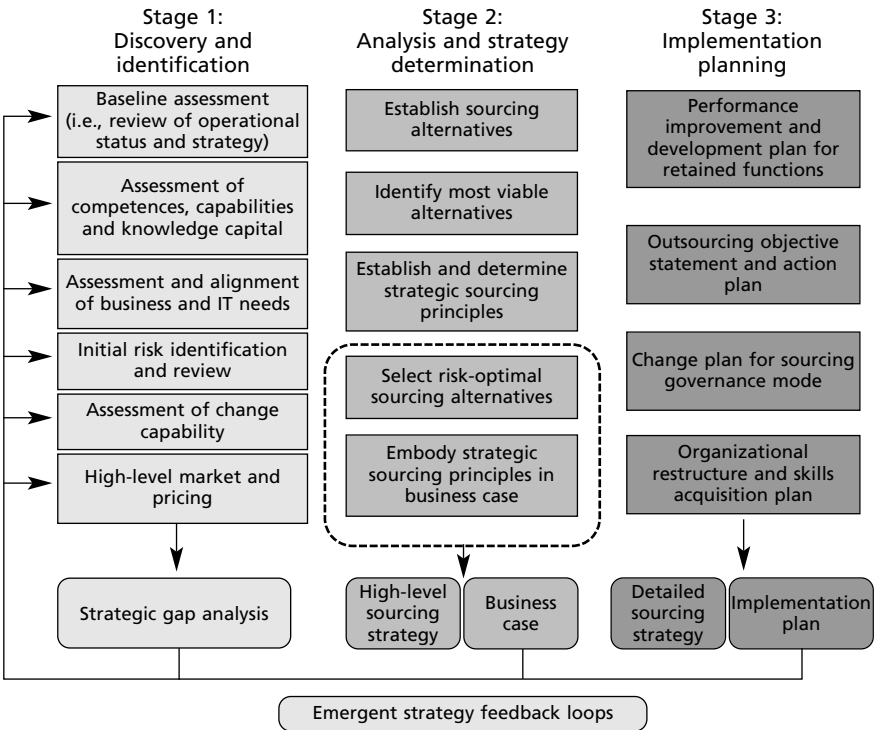 Stage 1:
Discovery and
identification
Baseline assessment
(i.e., review of operational
status and strategy)
Assessment of
competences, capabilities
and knowledge capital
Assessment and alignment
of business and IT needs
Initial risk identification
and review
Assessment of change
capability
High-level market and
pricing
Strategic gap analysis
Stage 2:
Analysis and strategy
determination
Establish sourcing
alternatives
Identify most viable
alternatives
Establish and determine
strategic sourcing
principles
Select risk-optimal
sourcing alternatives
Embody strategic
sourcing principles in
business case
High-level
sourcing
strategy
Business
case
Stage 3:
Implementation
planning
Performance
improvement and
development plan for
retained functions
Outsourcing objective
statement and action
plan
Change plan for sourcing
governance mode
Organizational
restructure and skills
acquisition plan
Detailed
sourcing
strategy
Implementation
plan
Emergent strategy feedback loops